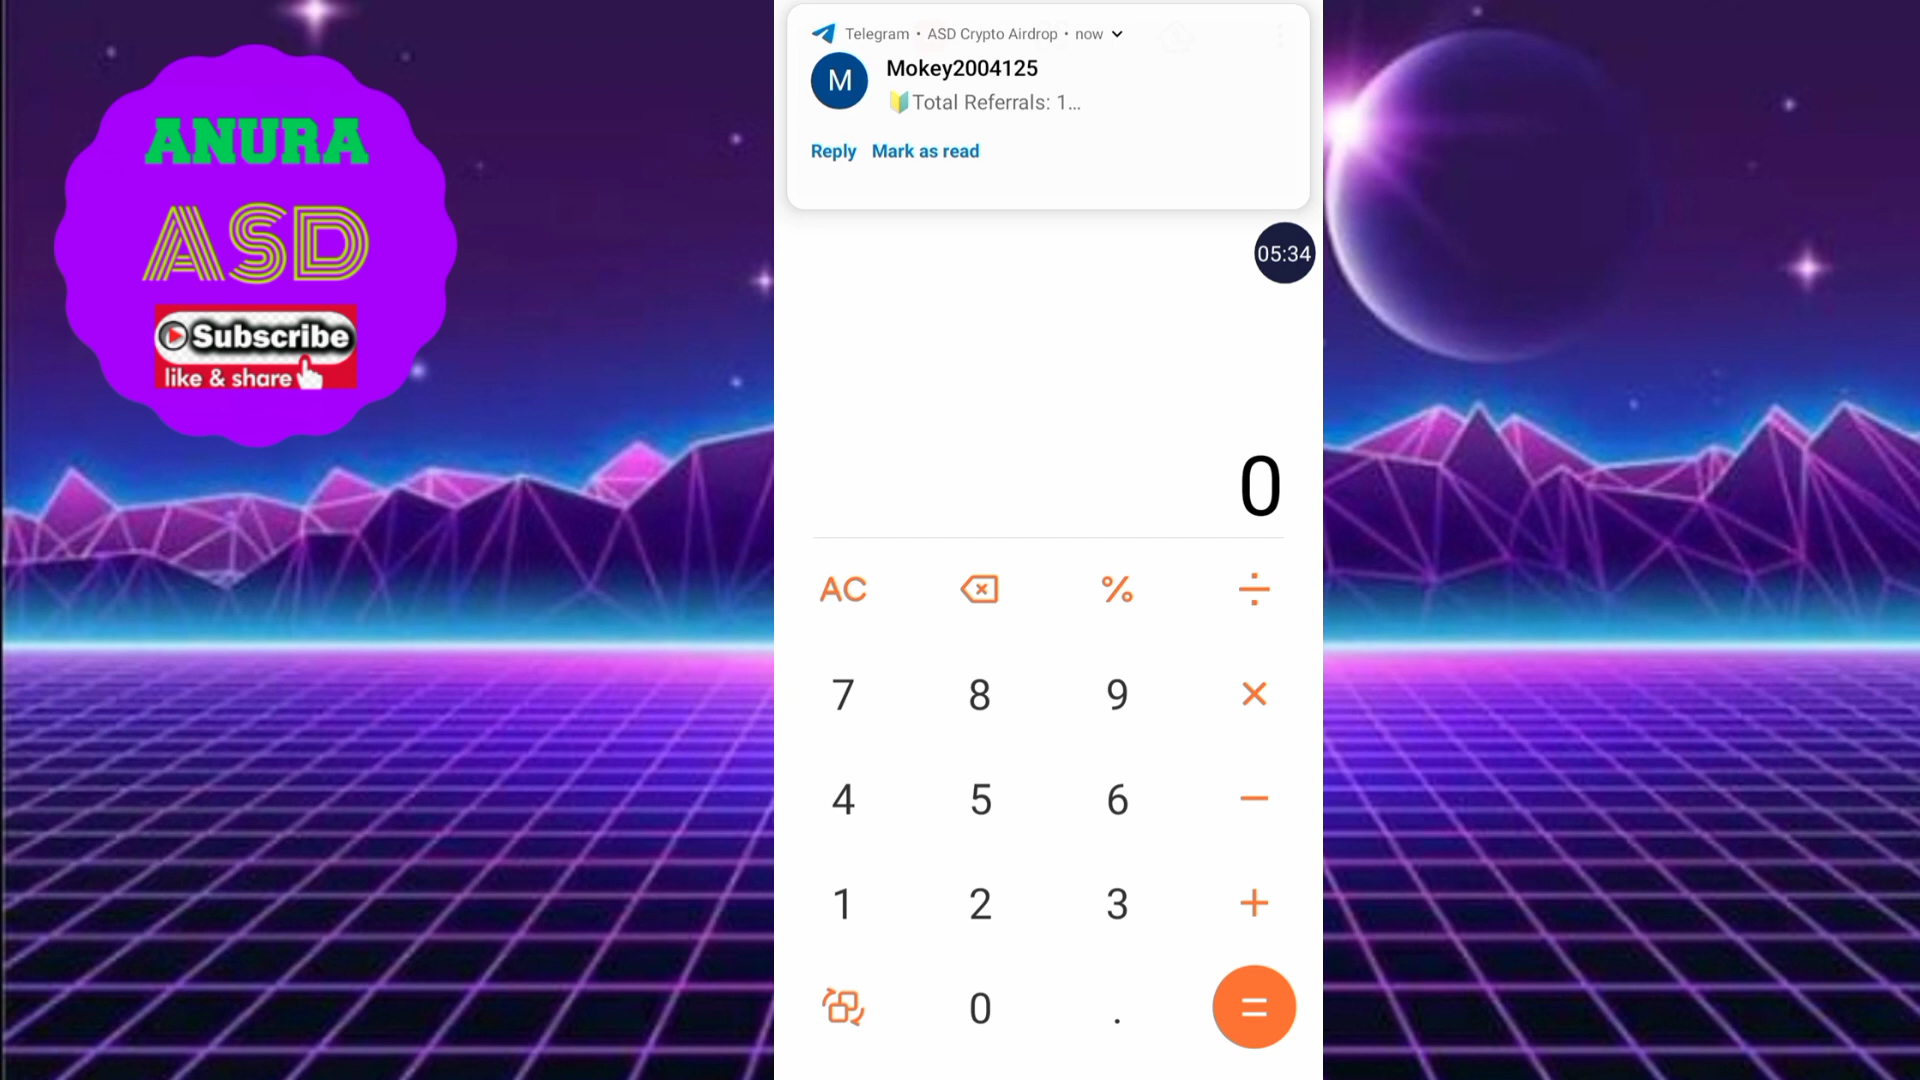 ANURA
ASD
Subscribe
like & share
Telegram • ASD Crypto Airdrop • now
M
Mokey2004125
🔰Total Referrals: 1...
Reply Mark as read
05:34
0
AC % ÷
7 8 9 ×
4 5 6 −
1 2 3 +
0 . =